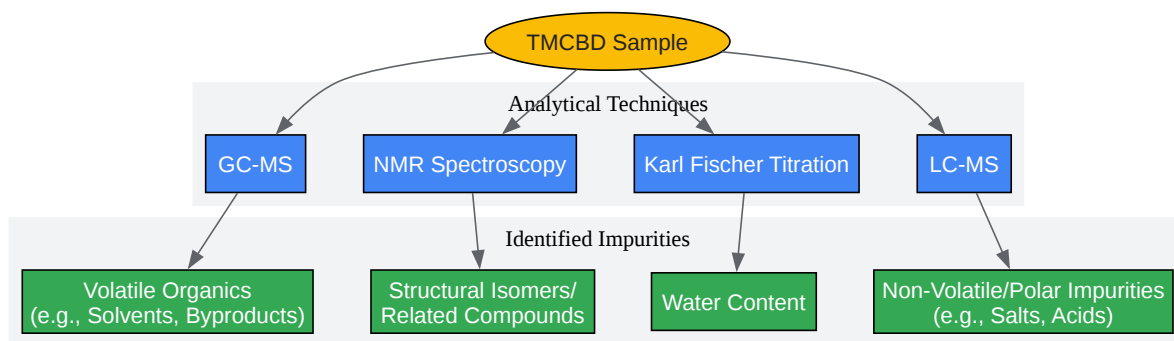 TMCBD Sample
Analytical Techniques
GC-MS
NMR Spectroscopy
Karl Fischer Titration
LC-MS
Identified Impurities
Volatile Organics
(e.g., Solvents, Byproducts)
Structural Isomers/
Related Compounds
Water Content
Non-Volatile/Polar Impurities
(e.g., Salts, Acids)